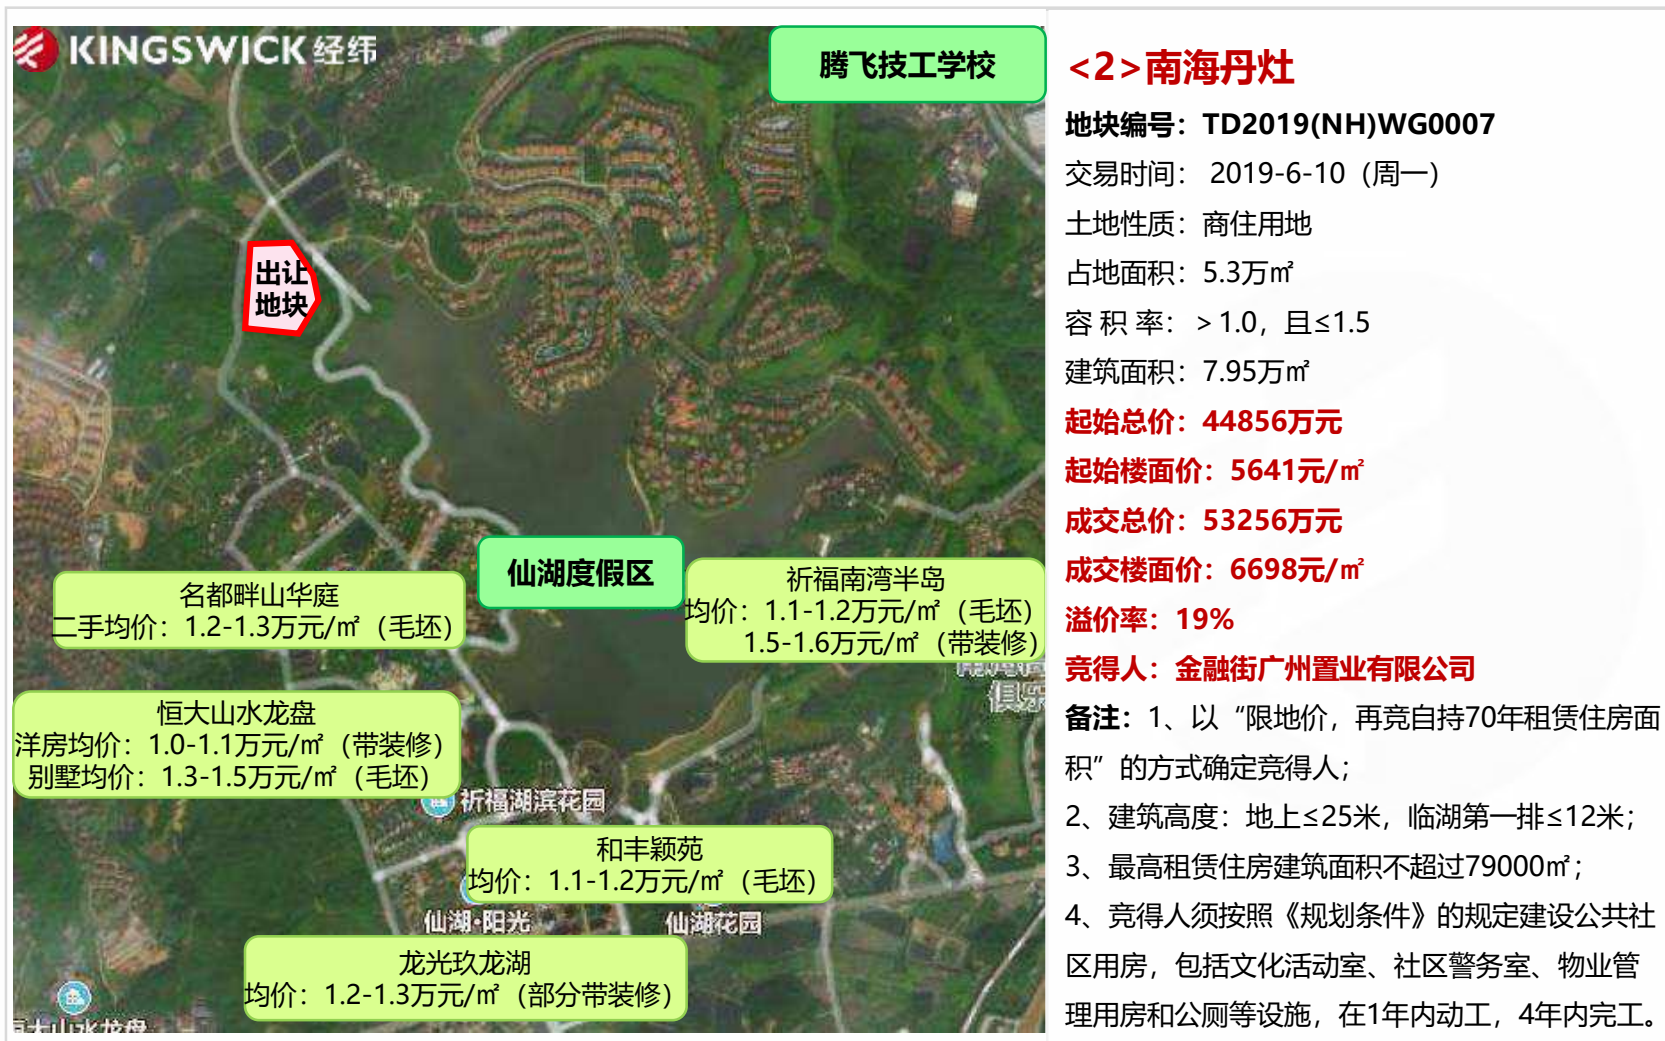 KINGSWICK 经纬
腾飞技工学校
出让
地块
仙湖度假区
名都畔山华庭
二手均价：1.2-1.3万元/㎡（毛坯）
祈福南湾半岛
均价：1.1-1.2万元/㎡（毛坯）
1.5-1.6万元/㎡（带装修）
俱乐
恒大山水龙盘
洋房均价：1.0-1.1万元/㎡（带装修）
别墅均价：1.3-1.5万元/㎡（毛坯）
祈福湖滨花园
和丰颖苑
均价：1.1-1.2万元/㎡（毛坯）
仙湖·阳光
仙湖花园
龙光玖龙湖
均价：1.2-1.3万元/㎡（部分带装修）
恒大山水龙盘
<2>南海丹灶
地块编号：TD2019(NH)WG0007
交易时间： 2019-6-10（周一）
土地性质：商住用地
占地面积：5.3万㎡
容 积 率：＞1.0，且≤1.5
建筑面积：7.95万㎡
起始总价：44856万元
起始楼面价：5641元/㎡
成交总价：53256万元
成交楼面价：6698元/㎡
溢价率：19%
竞得人：金融街广州置业有限公司
备注：1、以“限地价，再竞自持70年租赁住房面
积”的方式确定竞得人；
2、建筑高度：地上≤25米，临湖第一排≤12米；
3、最高租赁住房建筑面积不超过79000㎡；
4、竞得人须按照《规划条件》的规定建设公共社
区用房，包括文化活动室、社区警务室、物业管
理用房和公厕等设施，在1年内动工，4年内完工。